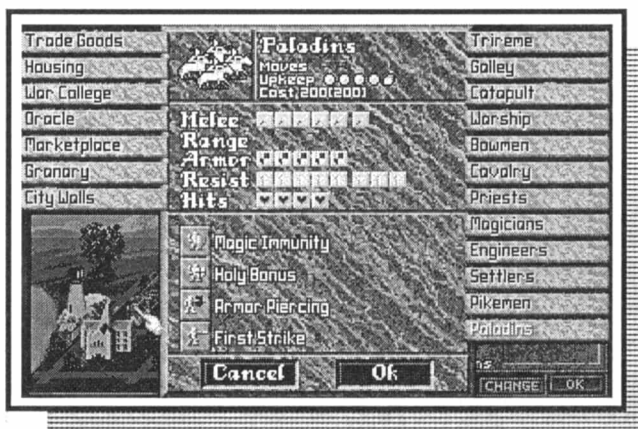 Trade Goods
Housing
War College
Oracle
Marketplace
Granary
City Walls
Paladins
Moves
Upkeep
Cost 200(200)
Melee
Range
Armor
Resist
Hits
Magic Immunity
Holy Bonus
Armor Piercing
First Strike
Cancel
Ok
Trireme
Galley
Catapult
Warship
Bowmen
Cavalry
Priests
Magicians
Engineers
Settlers
Pikemen
Paladins
ns
CHANGE
OK